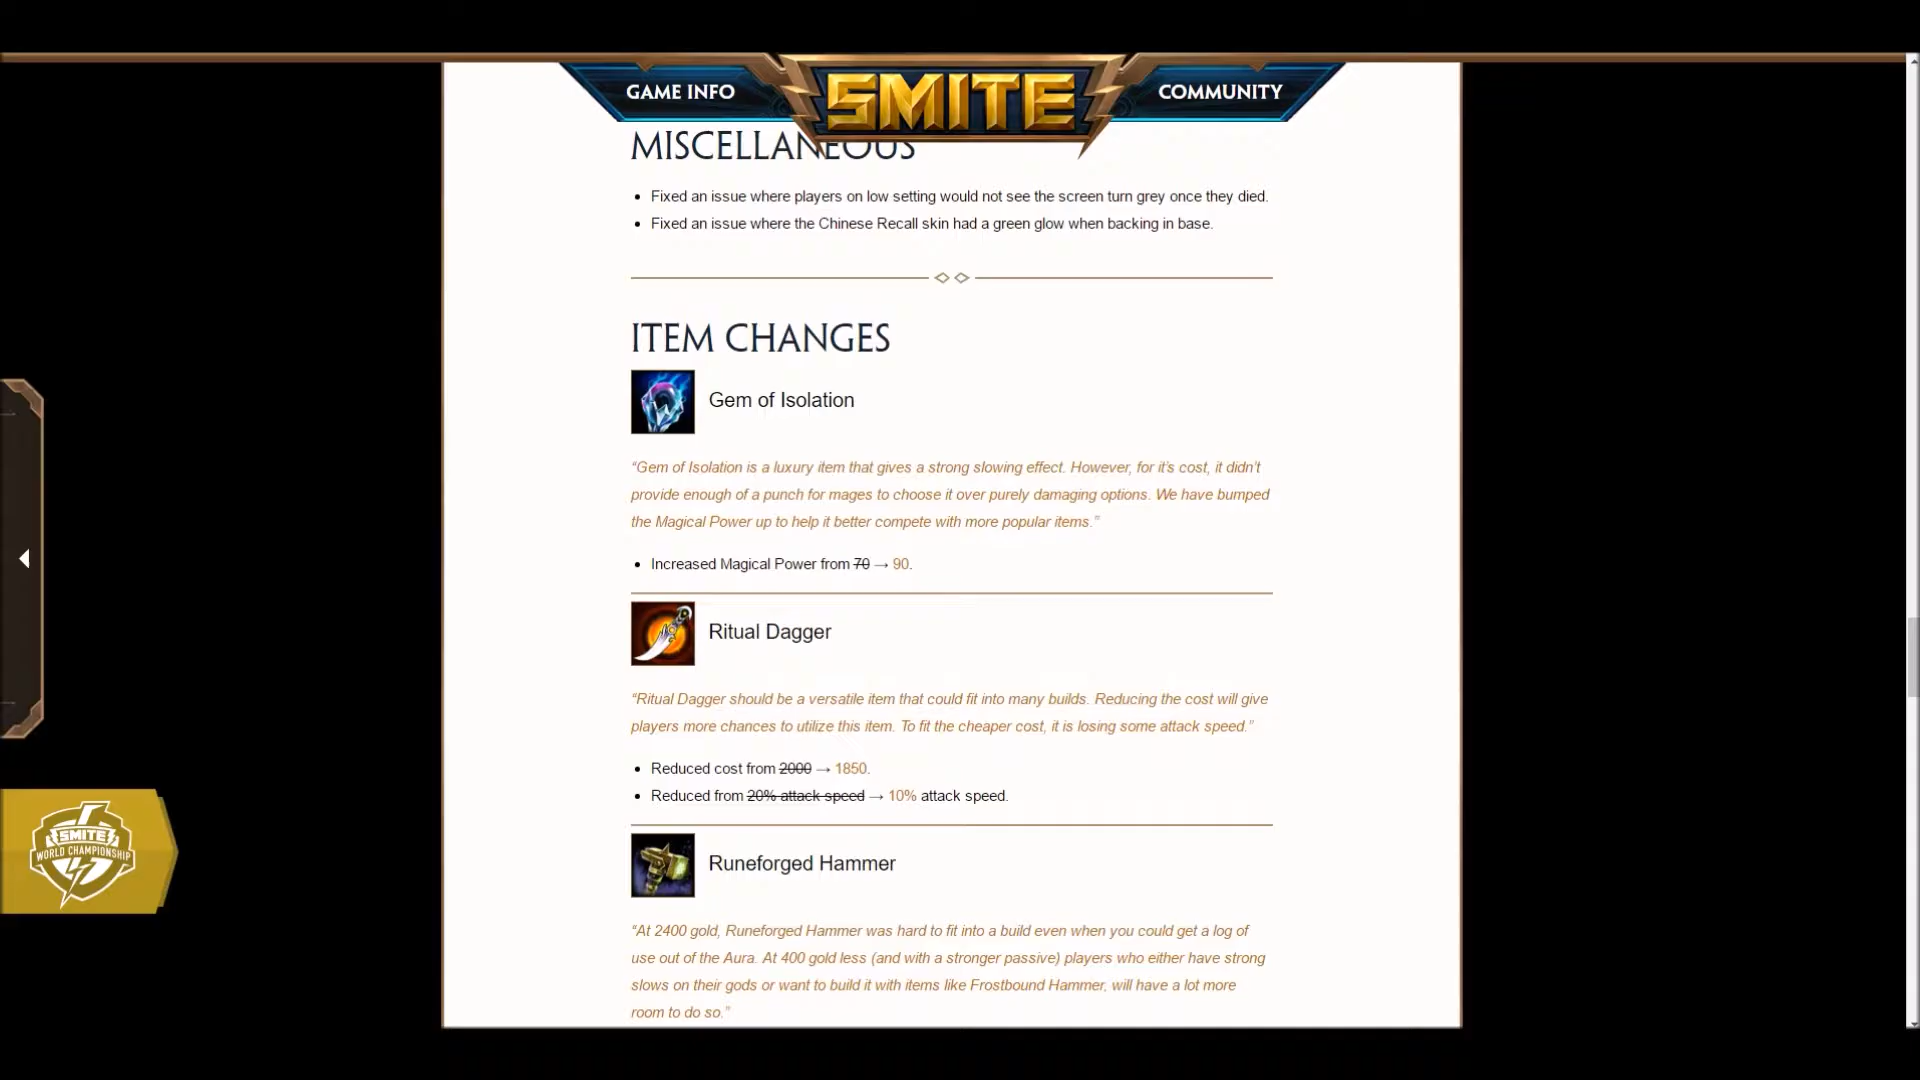 GAME INFO
SMITE
COMMUNITY
MISCELLANEOUS
Fixed an issue where players on low setting would not see the screen turn grey once they died.
Fixed an issue where the Chinese Recall skin had a green glow when backing in base.
ITEM CHANGES
Gem of Isolation
“Gem of Isolation is a luxury item that gives a strong slowing effect. However, for it’s cost, it didn’t
provide enough of a punch for mages to choose it over purely damaging options. We have bumped
the Magical Power up to help it better compete with more popular items.”
Increased Magical Power from 70 → 90.
Ritual Dagger
“Ritual Dagger should be a versatile item that could fit into many builds. Reducing the cost will give
players more chances to utilize this item. To fit the cheaper cost, it is losing some attack speed.”
Reduced cost from 2000 → 1850.
Reduced from 20% attack speed → 10% attack speed.
SMITE
WORLD CHAMPIONSHIP
Runeforged Hammer
“At 2400 gold, Runeforged Hammer was hard to fit into a build even when you could get a log of
use out of the Aura. At 400 gold less (and with a stronger passive) players who either have strong
slows on their gods or want to build it with items like Frostbound Hammer, will have a lot more
room to do so.”